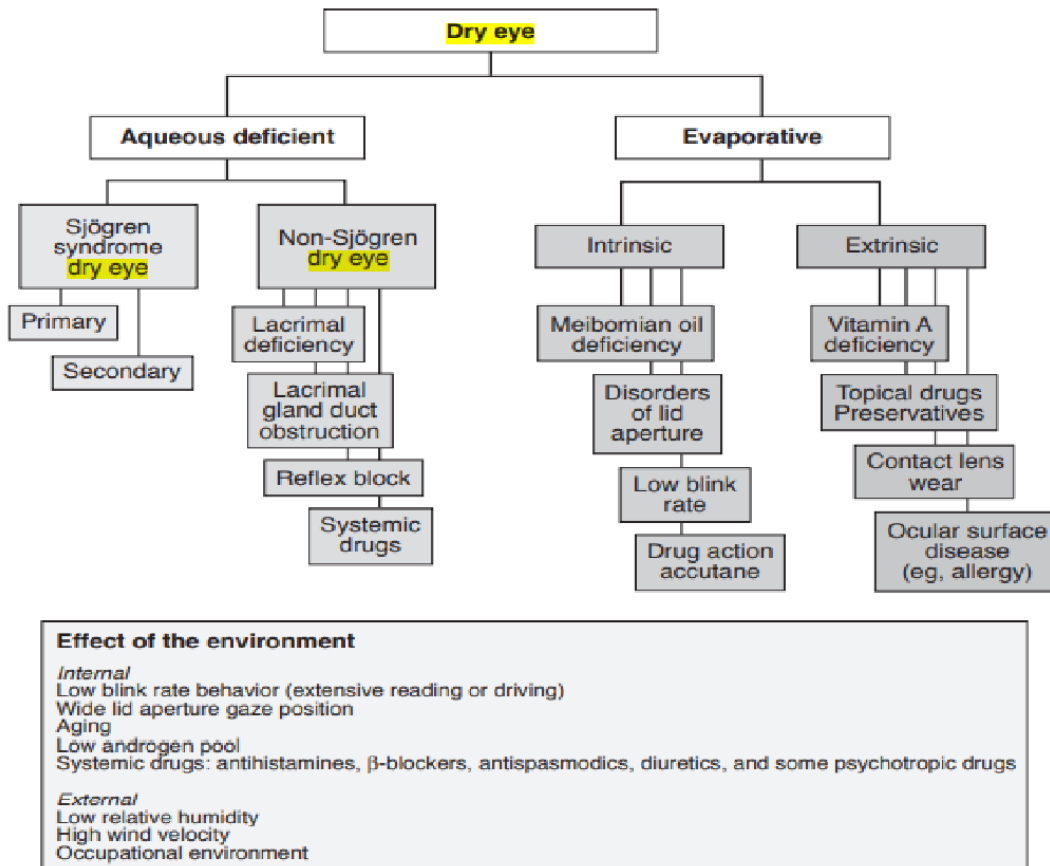 Dry eye
Aqueous deficient
Evaporative
Sjögren
syndrome
dry eye
Non-Sjögren
dry eye
Intrinsic
Extrinsic
Primary
Secondary
Lacrimal
deficiency
Lacrimal
gland duct
obstruction
Reflex block
Systemic
drugs
Meibomian oil
deficiency
Disorders
of lid
aperture
Low blink
rate
Drug action
accutane
Vitamin A
deficiency
Topical drugs
Preservatives
Contact lens
wear
Ocular surface
disease
(eg, allergy)
Effect of the environment
Internal
Low blink rate behavior (extensive reading or driving)
Wide lid aperture gaze position
Aging
Low androgen pool
Systemic drugs: antihistamines, β-blockers, antispasmodics, diuretics, and some psychotropic drugs
External
Low relative humidity
High wind velocity
Occupational environment